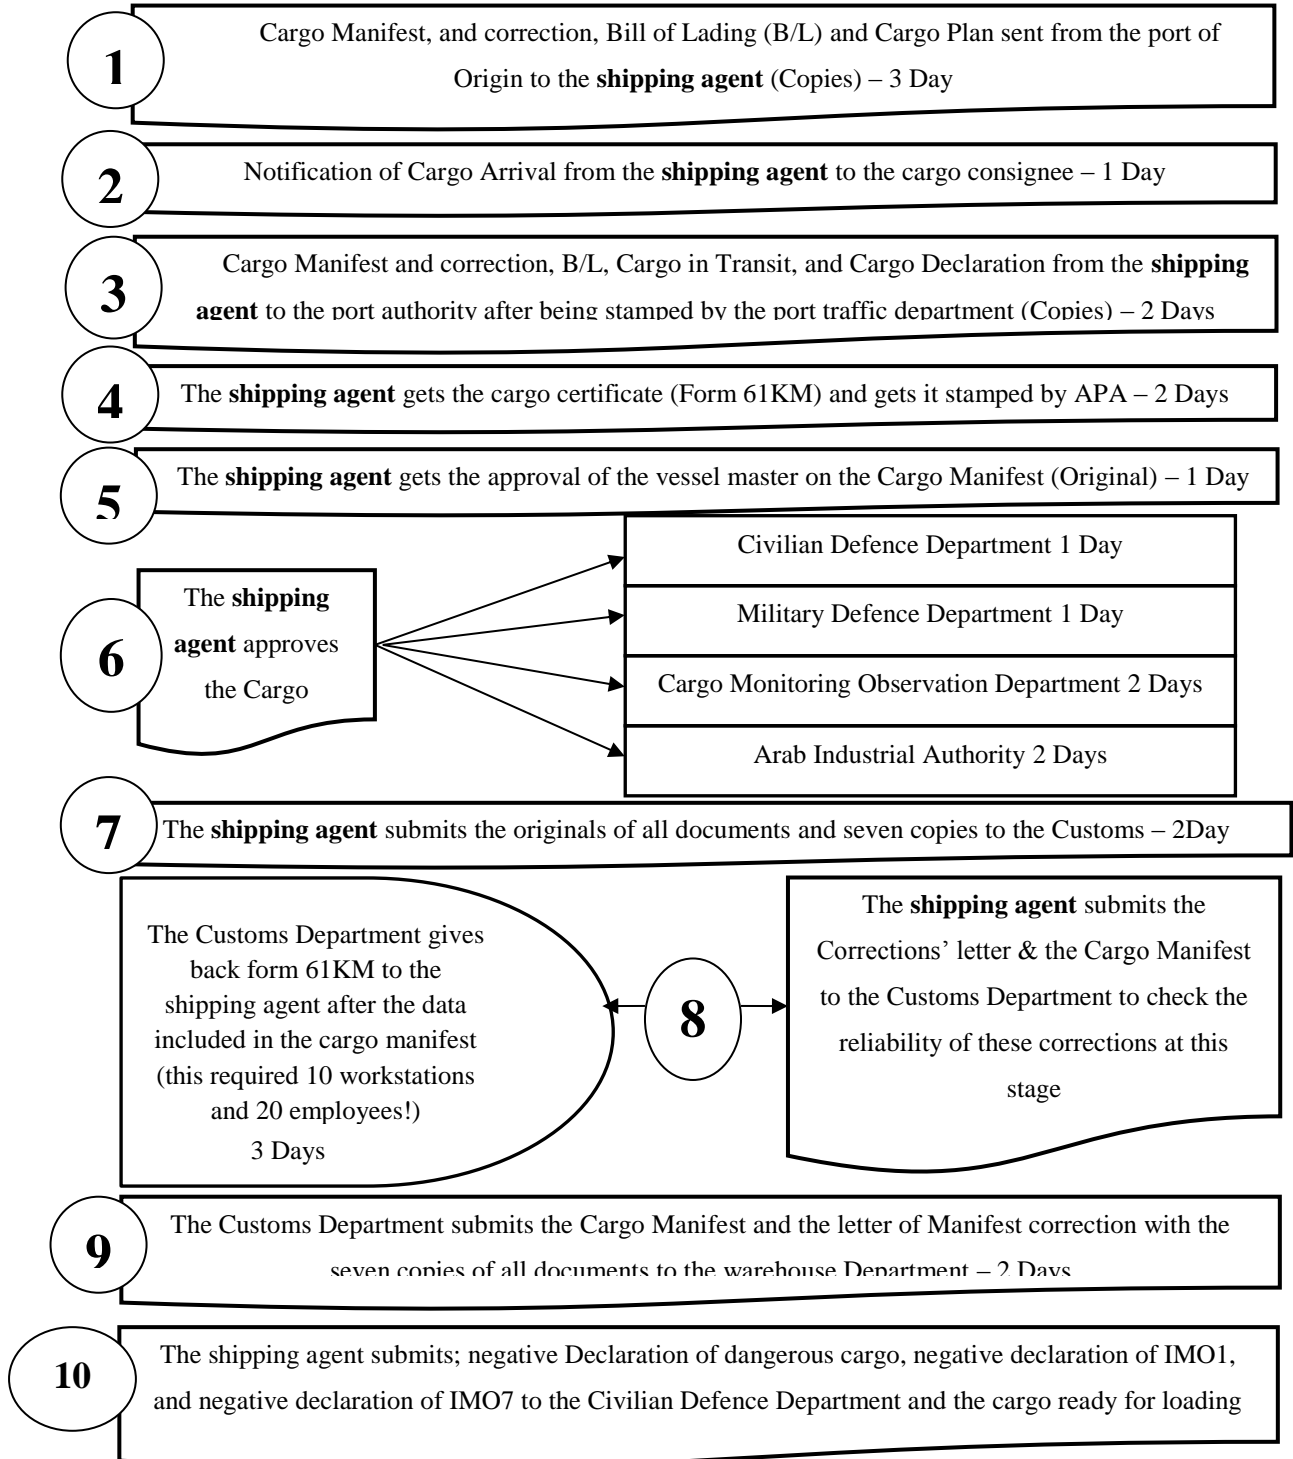 1
Cargo Manifest, and correction, Bill of Lading (B/L) and Cargo Plan sent from the port of
Origin to the shipping agent (Copies) – 3 Day
2
Notification of Cargo Arrival from the shipping agent to the cargo consignee – 1 Day
3
Cargo Manifest and correction, B/L, Cargo in Transit, and Cargo Declaration from the shipping
agent to the port authority after being stamped by the port traffic department (Copies) – 2 Days
4
The shipping agent gets the cargo certificate (Form 61KM) and gets it stamped by APA – 2 Days
5
The shipping agent gets the approval of the vessel master on the Cargo Manifest (Original) – 1 Day
6
The shipping
agent approves
the Cargo
Civilian Defence Department 1 Day
Military Defence Department 1 Day
Cargo Monitoring Observation Department 2 Days
Arab Industrial Authority 2 Days
7
The shipping agent submits the originals of all documents and seven copies to the Customs – 2Day
The Customs Department gives
back form 61KM to the
shipping agent after the data
included in the cargo manifest
(this required 10 workstations
and 20 employees!)
3 Days
8
The shipping agent submits the
Corrections’ letter & the Cargo Manifest
to the Customs Department to check the
reliability of these corrections at this
stage
9
The Customs Department submits the Cargo Manifest and the letter of Manifest correction with the
seven copies of all documents to the warehouse Department – 2 Days
10
The shipping agent submits; negative Declaration of dangerous cargo, negative declaration of IMO1,
and negative declaration of IMO7 to the Civilian Defence Department and the cargo ready for loading